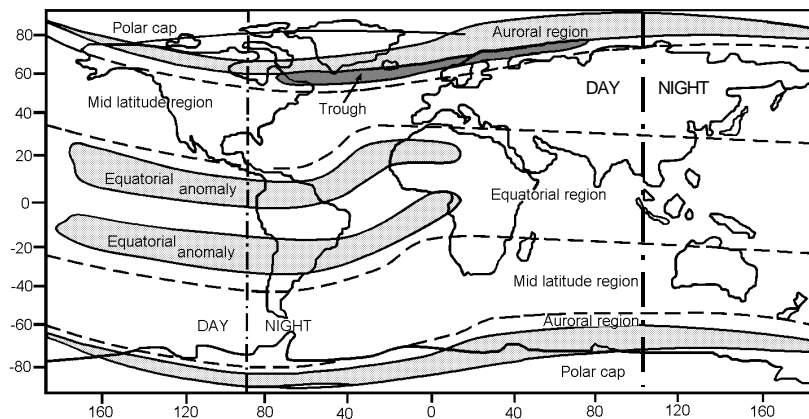 Polar cap
Auroral region
80
60
40
20
0
-20
-40
-60
-80
Trough
DAY NIGHT
Mid latitude region
Equatorial anomaly
Equatorial region
Equatorial anomaly
Mid latitude region
DAY NIGHT
Auroral region
Polar cap
160 120 80 40 0 40 80 120 160